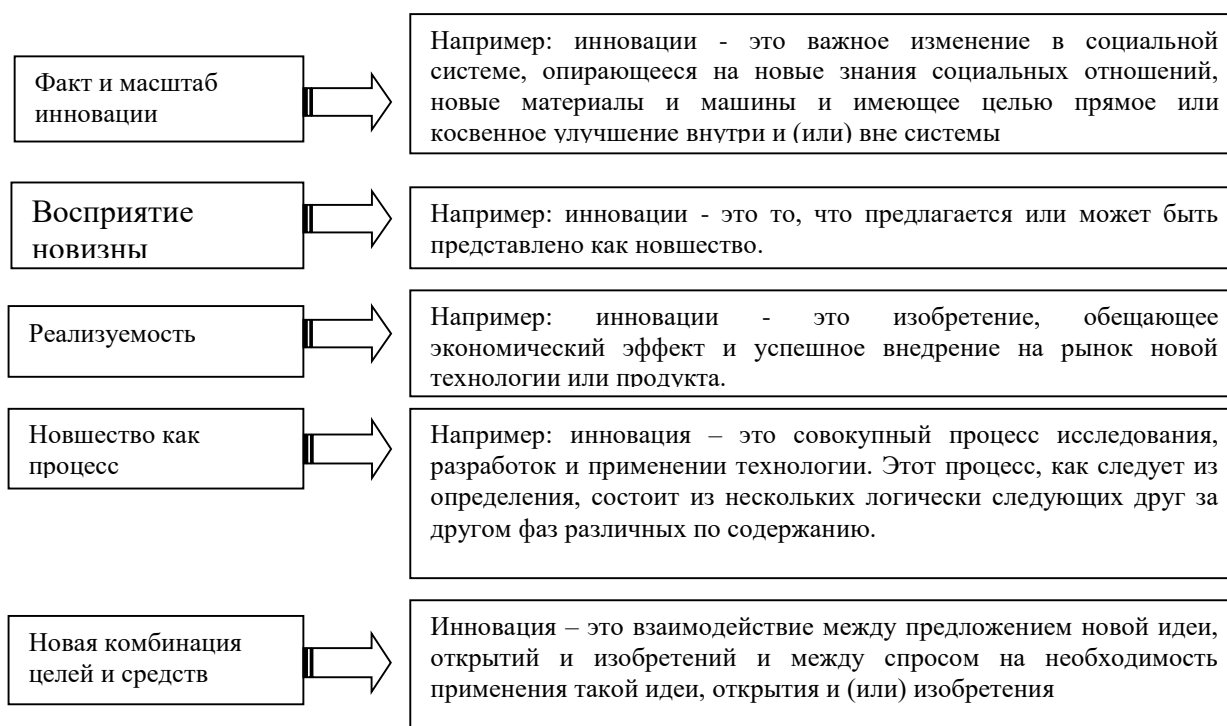 Факт и масштаб
инновации
Например: инновации - это важное изменение в социальной
системе, опирающееся на новые знания социальных отношений,
новые материалы и машины и имеющее целью прямое или
косвенное улучшение внутри и (или) вне системы
Восприятие
новизны
Например: инновации - это то, что предлагается или может быть
представлено как новшество.
Реализуемость
Например: инновации - это изобретение, обещающее
экономический эффект и успешное внедрение на рынок новой
технологии или продукта.
Новшество как
процесс
Например: инновация – это совокупный процесс исследования,
разработок и применении технологии. Этот процесс, как следует из
определения, состоит из нескольких логически следующих друг за
другом фаз различных по содержанию.
Новая комбинация
целей и средств
Инновация – это взаимодействие между предложением новой идеи,
открытий и изобретений и между спросом на необходимость
применения такой идеи, открытия и (или) изобретения